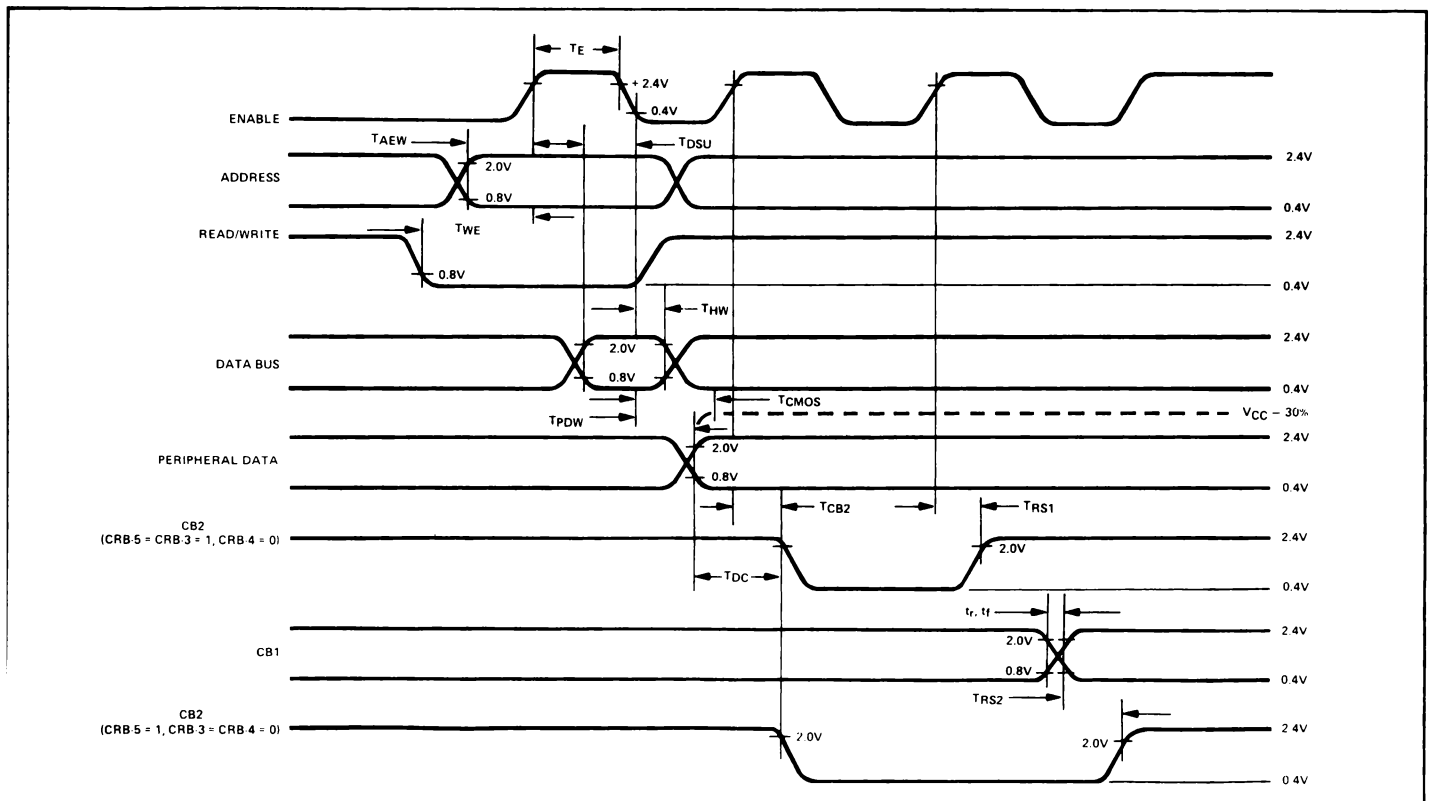 TE
+ 2.4V
0.4V
ENABLE
TAEW
TDSU
2.0V
2.4V
ADDRESS
0.8V
0.4V
READ/WRITE
TWE
2.4V
0.8V
0.4V
THW
2.4V
2.0V
DATA BUS
0.8V
0.4V
TCMOS
TPDW
VCC – 30%
2.4V
2.0V
PERIPHERAL DATA
0.8V
0.4V
TCB2
TRS1
CB2
(CRB-5 = CRB-3 = 1, CRB-4 = 0)
2.4V
2.0V
TDC
0.4V
tr, tf
2.4V
2.0V
CB1
0.8V
0.4V
TRS2
CB2
(CRB-5 = 1, CRB-3 = CRB-4 = 0)
2.4V
2.0V
2.0V
0.4V